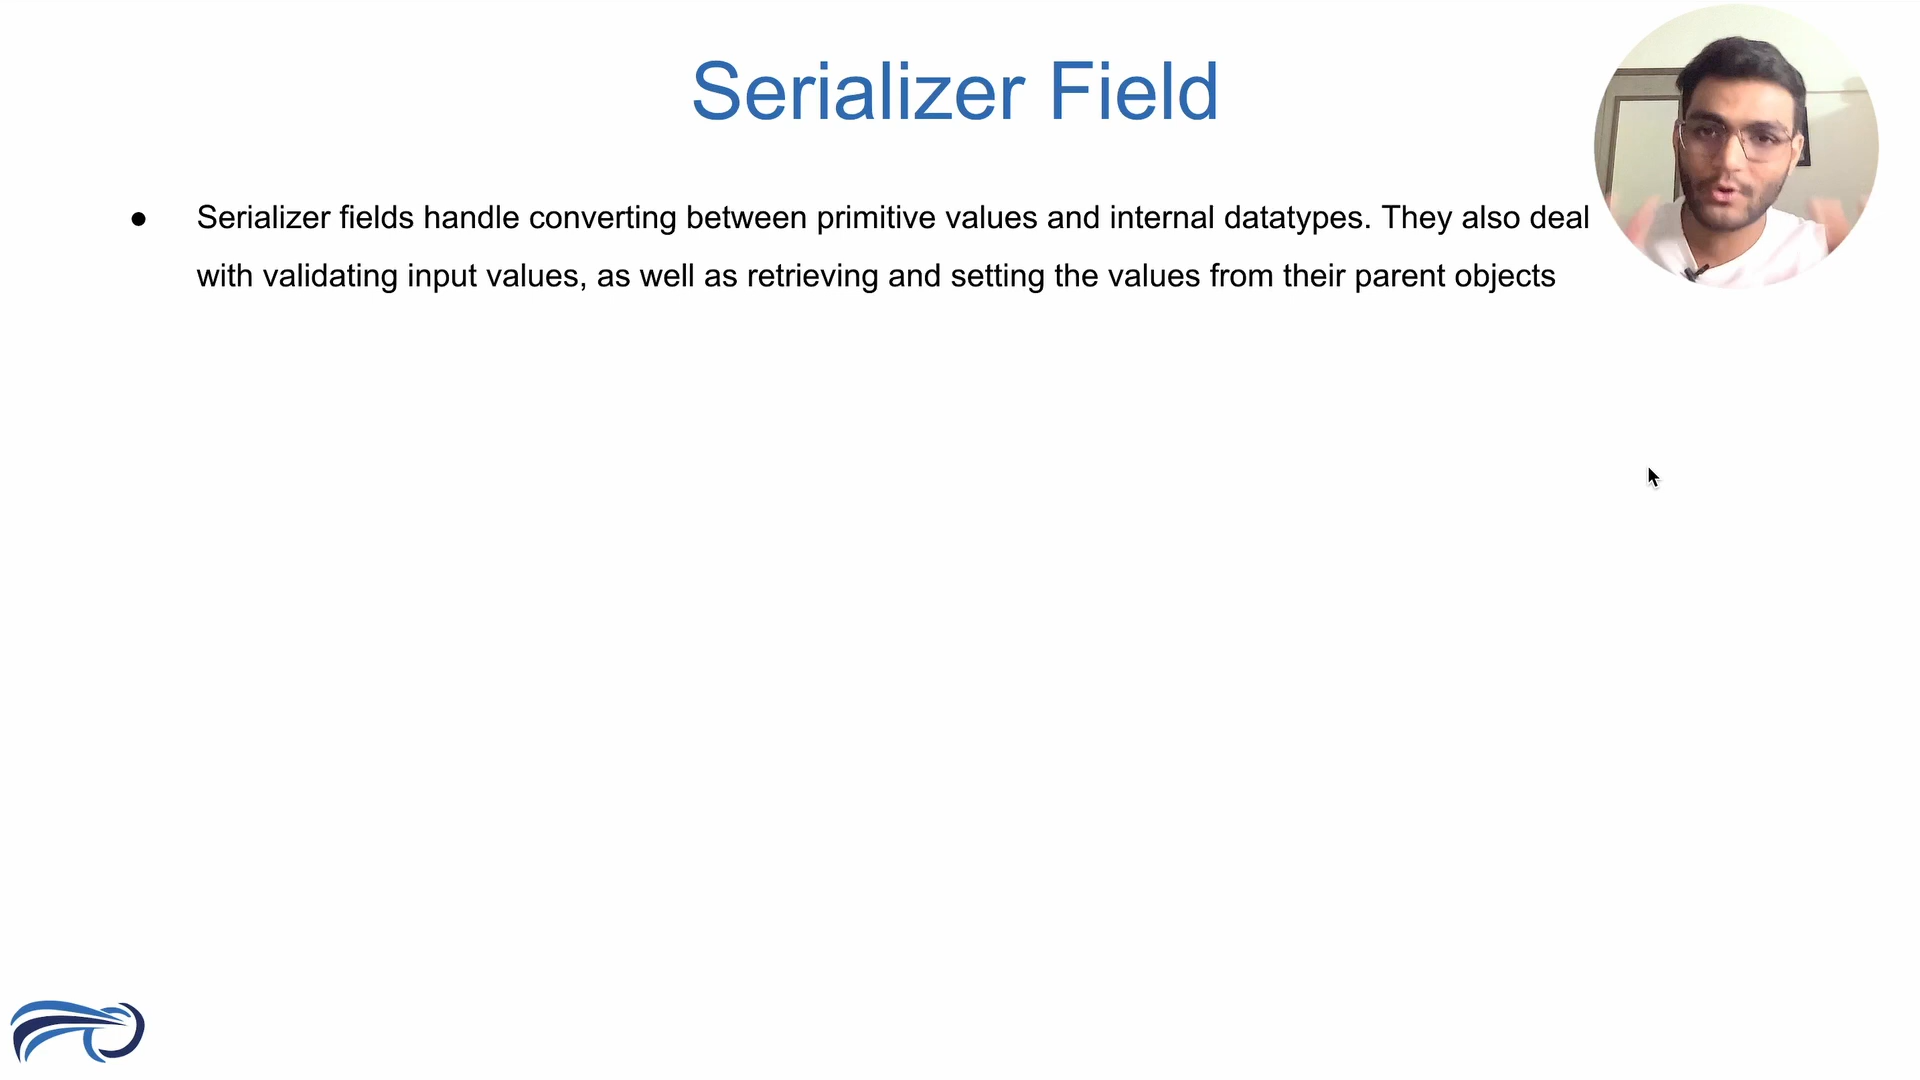 Serializer Field
● Serializer fields handle converting between primitive values and internal datatypes. They also deal
with validating input values, as well as retrieving and setting the values from their parent objects